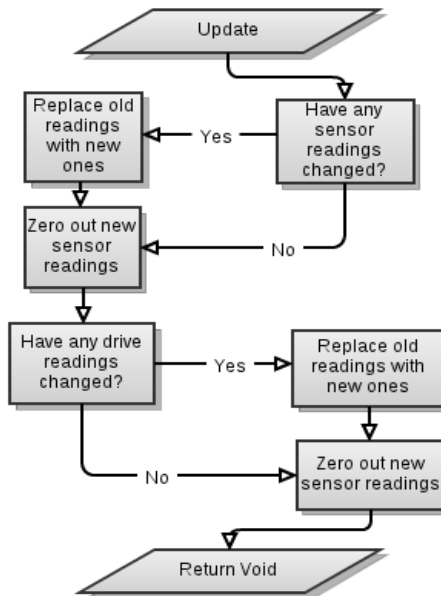 Update
Have any
sensor
readings
changed?
Yes
Replace old
readings
with new
ones
No
Zero out new
sensor
readings
Have any drive
readings
changed?
Yes
Replace old
readings with
new ones
No
Zero out new
sensor readings
Return Void